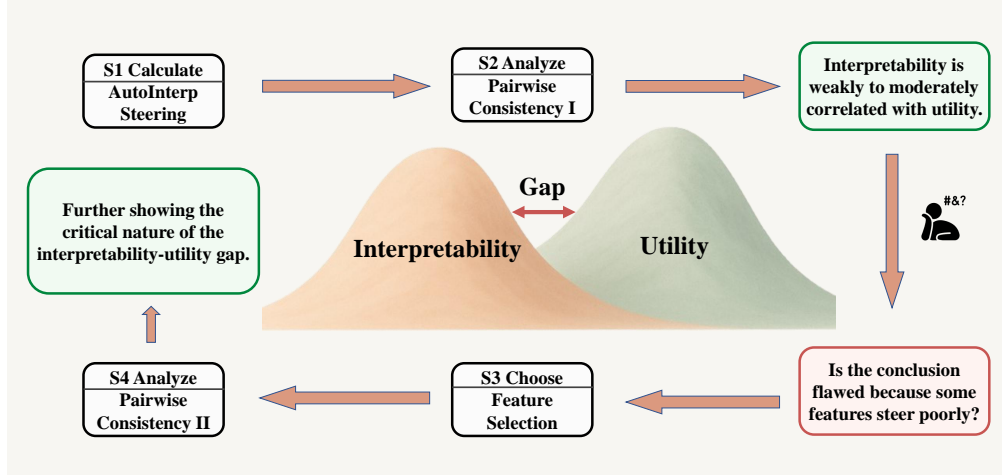 S1 Calculate
AutoInterp
Steering
S2 Analyze
Pairwise
Consistency I
Interpretability is
weakly to moderately
correlated with utility.
#&?
Further showing the
critical nature of the
interpretability-utility gap.
Gap
Interpretability
Utility
S4 Analyze
Pairwise
Consistency II
S3 Choose
Feature
Selection
Is the conclusion
flawed because some
features steer poorly?